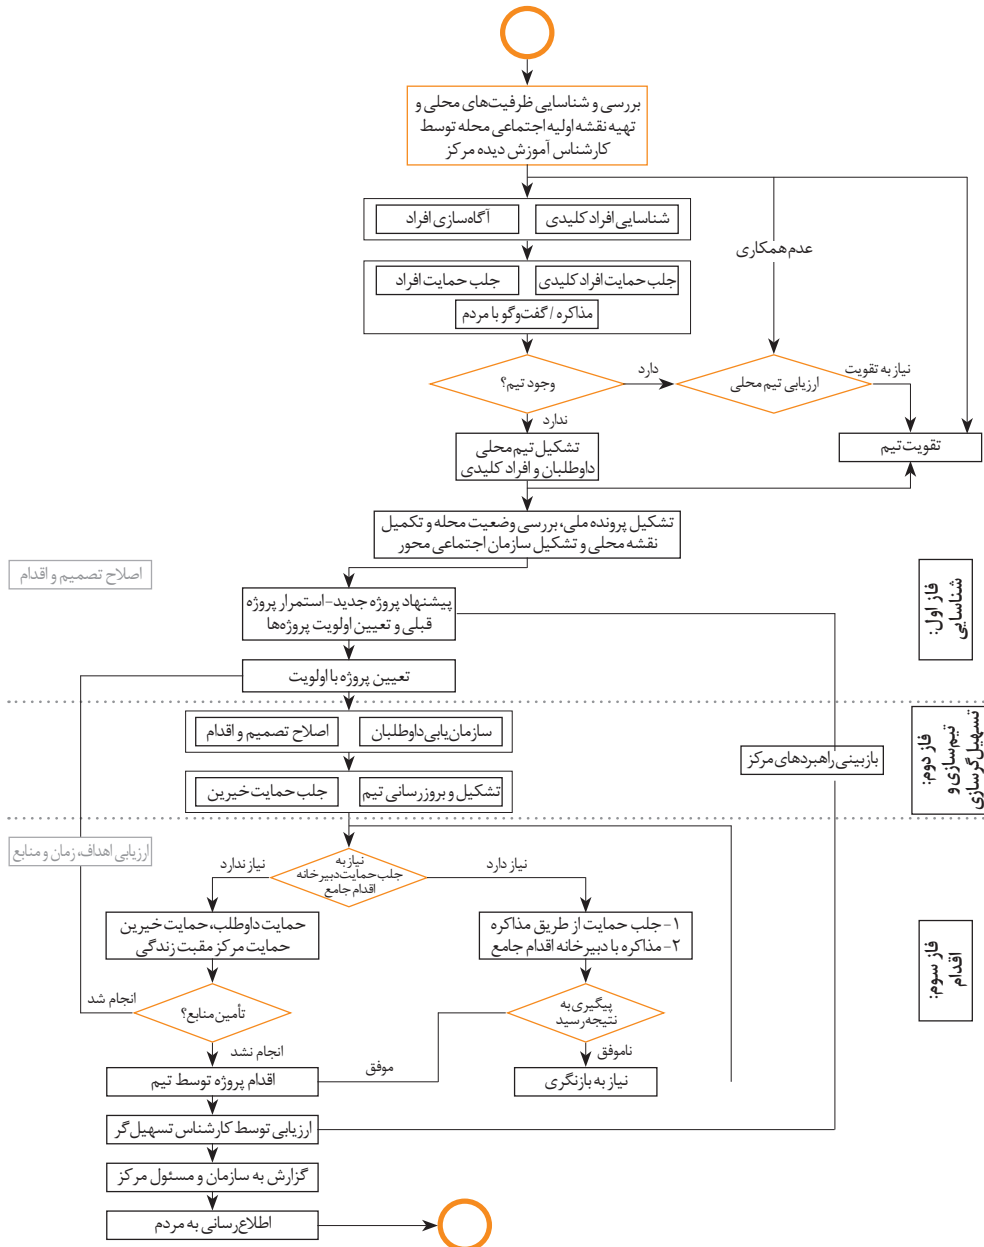 بررسی و شناسایی ظرفیت‌های محلی و
تهیه نقشه اولیه اجتماعی محله توسط
کارشناس آموزش دیده مرکز
شناسایی افراد کلیدی
آگاه‌سازی افراد
عدم همکاری
جلب حمایت افراد کلیدی
جلب حمایت افراد
مذاکره / گفت‌وگو با مردم
وجود تیم؟
دارد
ارزیابی تیم محلی
نیاز به تقویت
ندارد
تقویت تیم
تشکیل تیم محلی
داوطلبان و افراد کلیدی
تشکیل پرونده ملی، بررسی وضعیت محله و تکمیل
نقشه محلی و تشکیل سازمان اجتماعی محور
فاز اول:
شناسایی
اصلاح تصمیم و اقدام
پیشنهاد پروژه جدید-استمرار پروژه
قبلی و تعیین اولویت پروژه‌ها
تعیین پروژه با اولویت
فاز دوم:
تیم‌سازی و
تسهیل‌گرسازی
سازمان‌یابی داوطلبان
اصلاح تصمیم و اقدام
بازبینی راهبردهای مرکز
تشکیل و بروزرسانی تیم
جلب حمایت خیرین
ارزیابی اهداف، زمان و منابع
نیاز به
جلب حمایت دبیرخانه
اقدام جامع
نیاز دارد
نیاز ندارد
فاز سوم:
اقدام
۱- جلب حمایت از طریق مذاکره
۲- مذاکره با دبیرخانه اقدام جامع
حمایت داوطلب، حمایت خیرین
حمایت مرکز مقبت زندگی
پیگیری به
نتیجه رسید
تأمین منابع؟
انجام شد
ناموفق
موفق
انجام نشد
نیاز به بازنگری
اقدام پروژه توسط تیم
ارزیابی توسط کارشناس تسهیل‌گر
گزارش به سازمان و مسئول مرکز
اطلاع‌رسانی به مردم